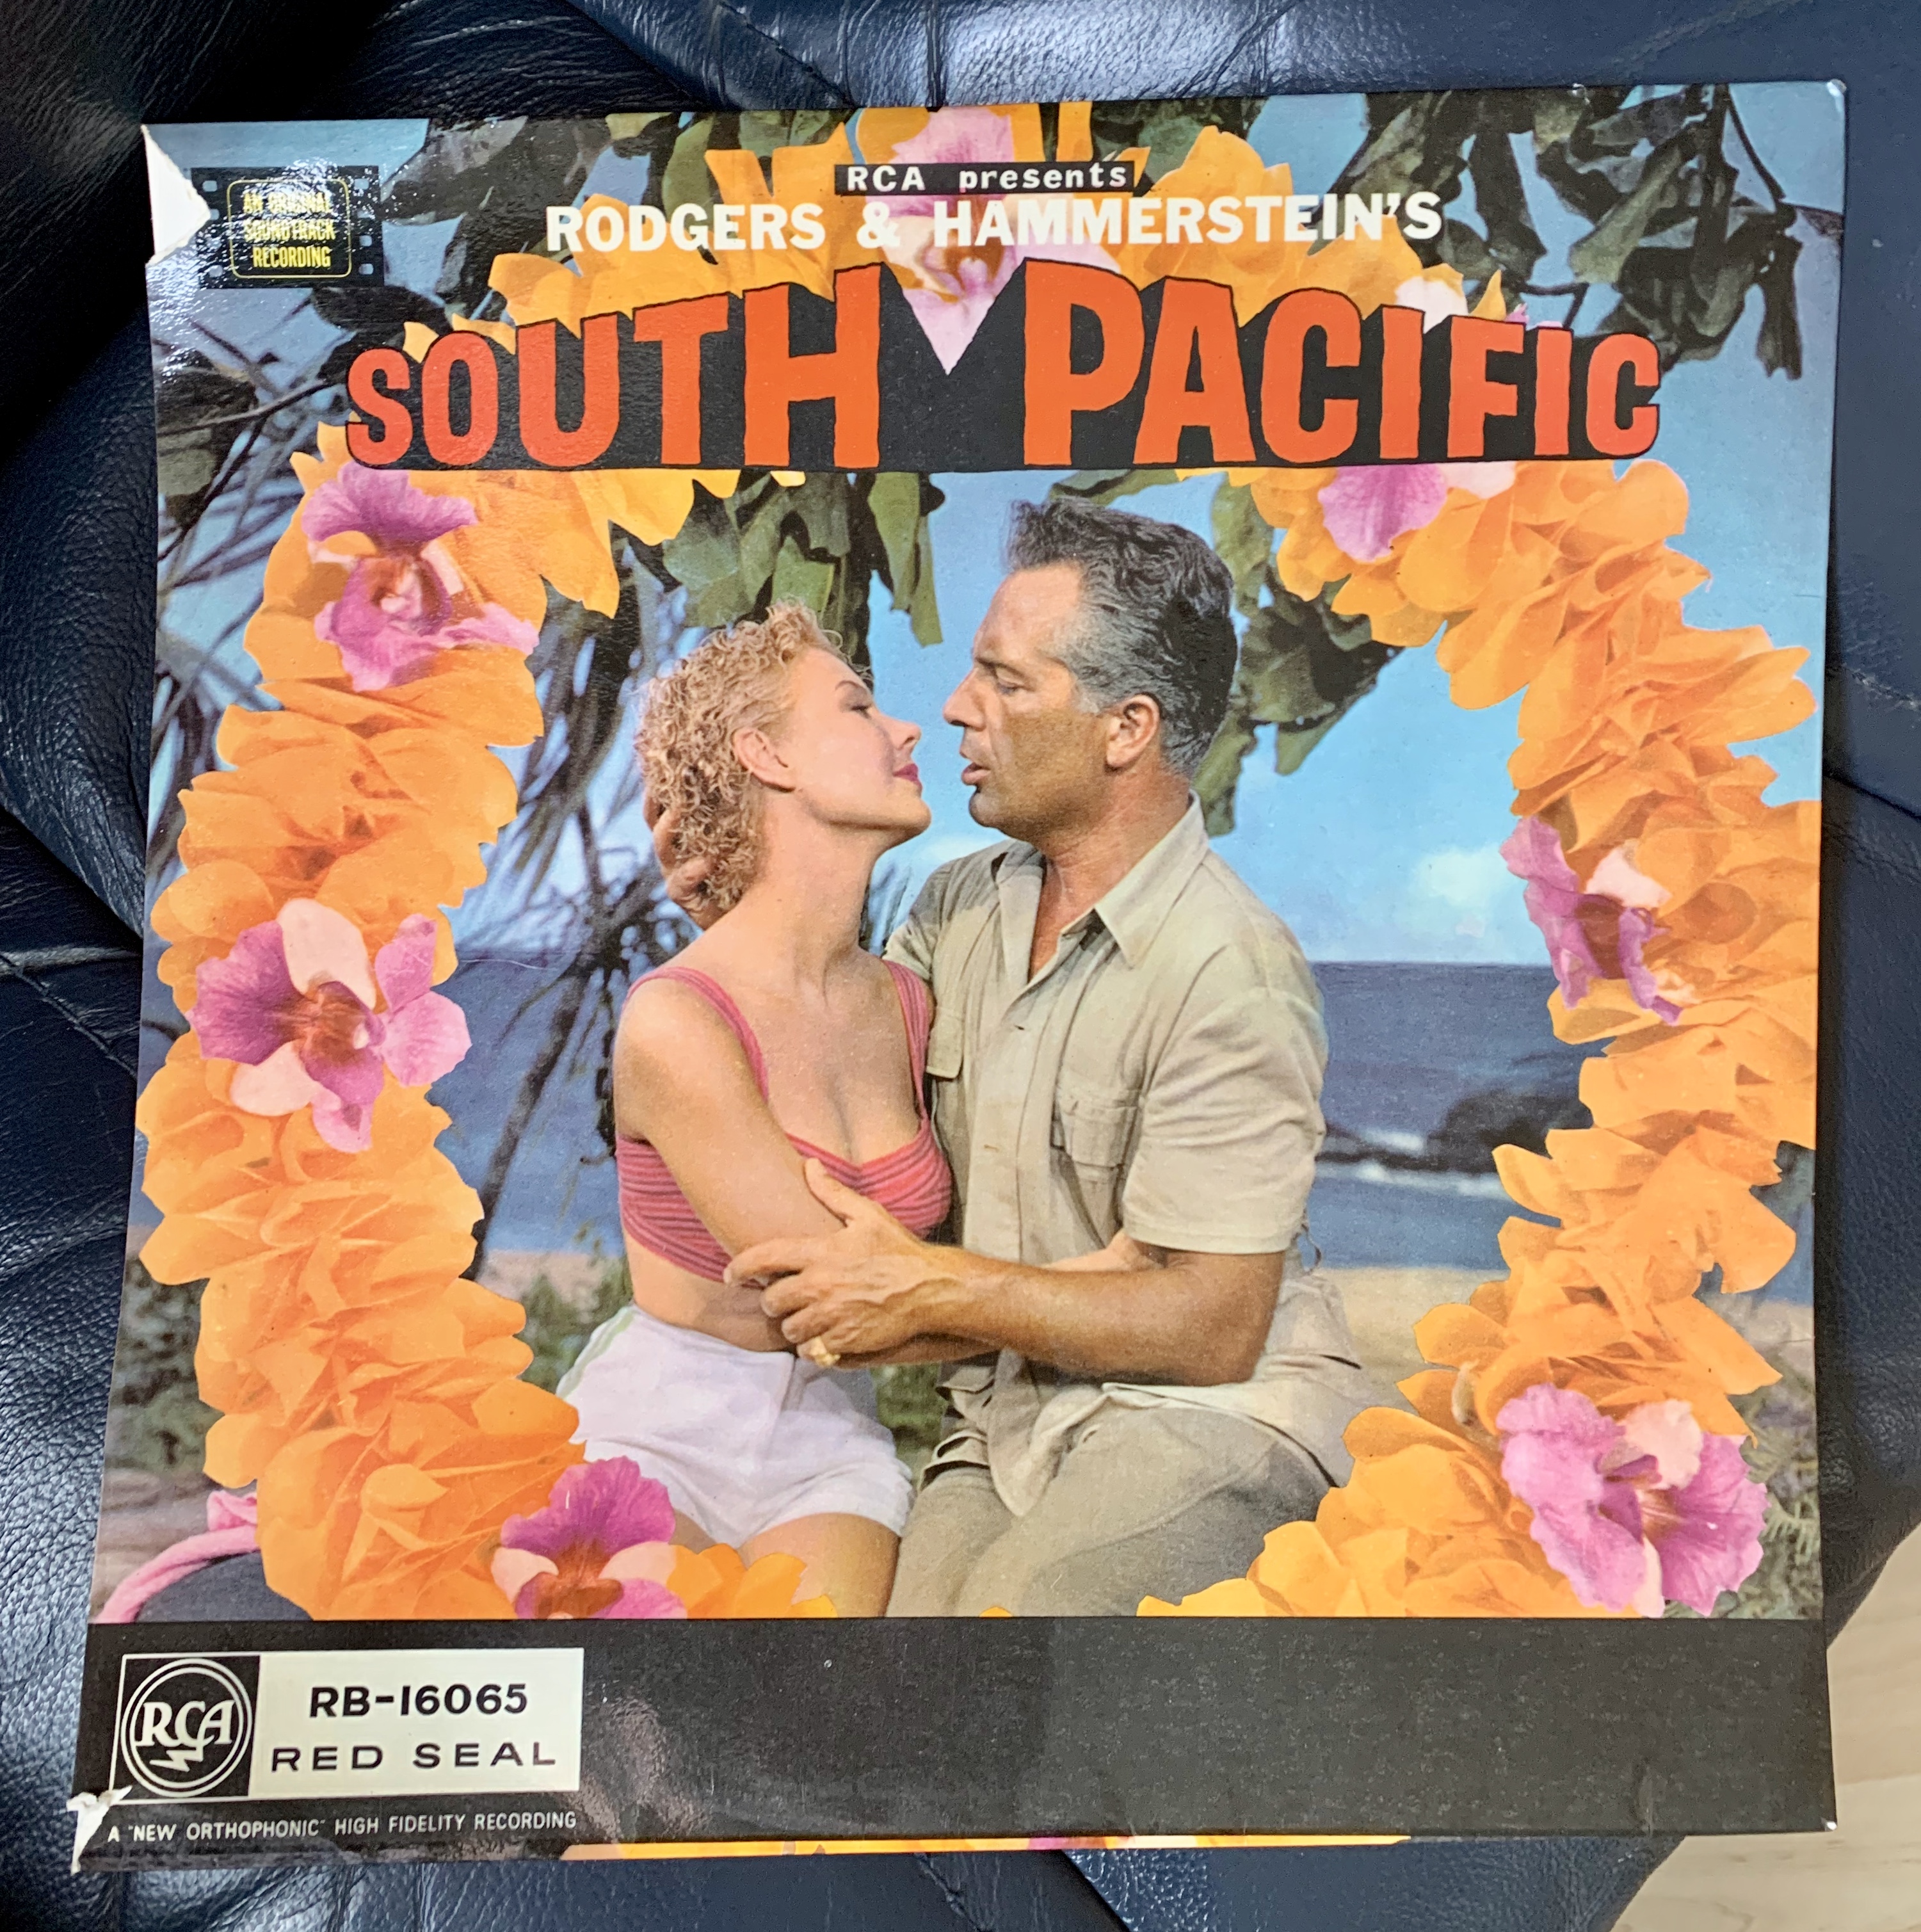 AN ORIGINAL
SOUNDTRACK
RECORDING
RCA presents
RODGERS & HAMMERSTEIN'S
SOUTH PACIFIC
RCA
RB-16065
RED SEAL
A "NEW ORTHOPHONIC" HIGH FIDELITY RECORDING